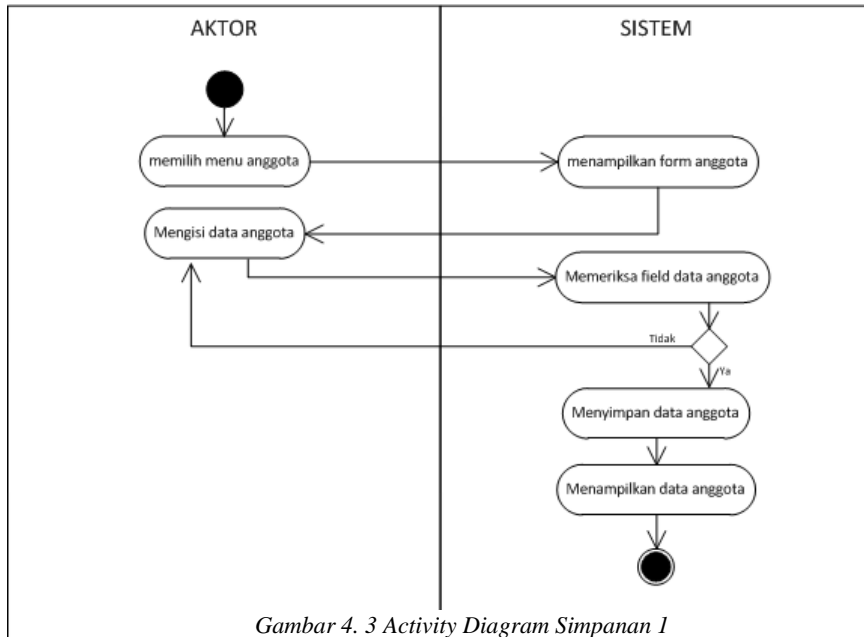 AKTOR
SISTEM
memilih menu anggota
menampilkan form anggota
Mengisi data anggota
Memeriksa field data anggota
Tidak
Ya
Menyimpan data anggota
Menampilkan data anggota
Gambar 4. 3 Activity Diagram Simpanan 1